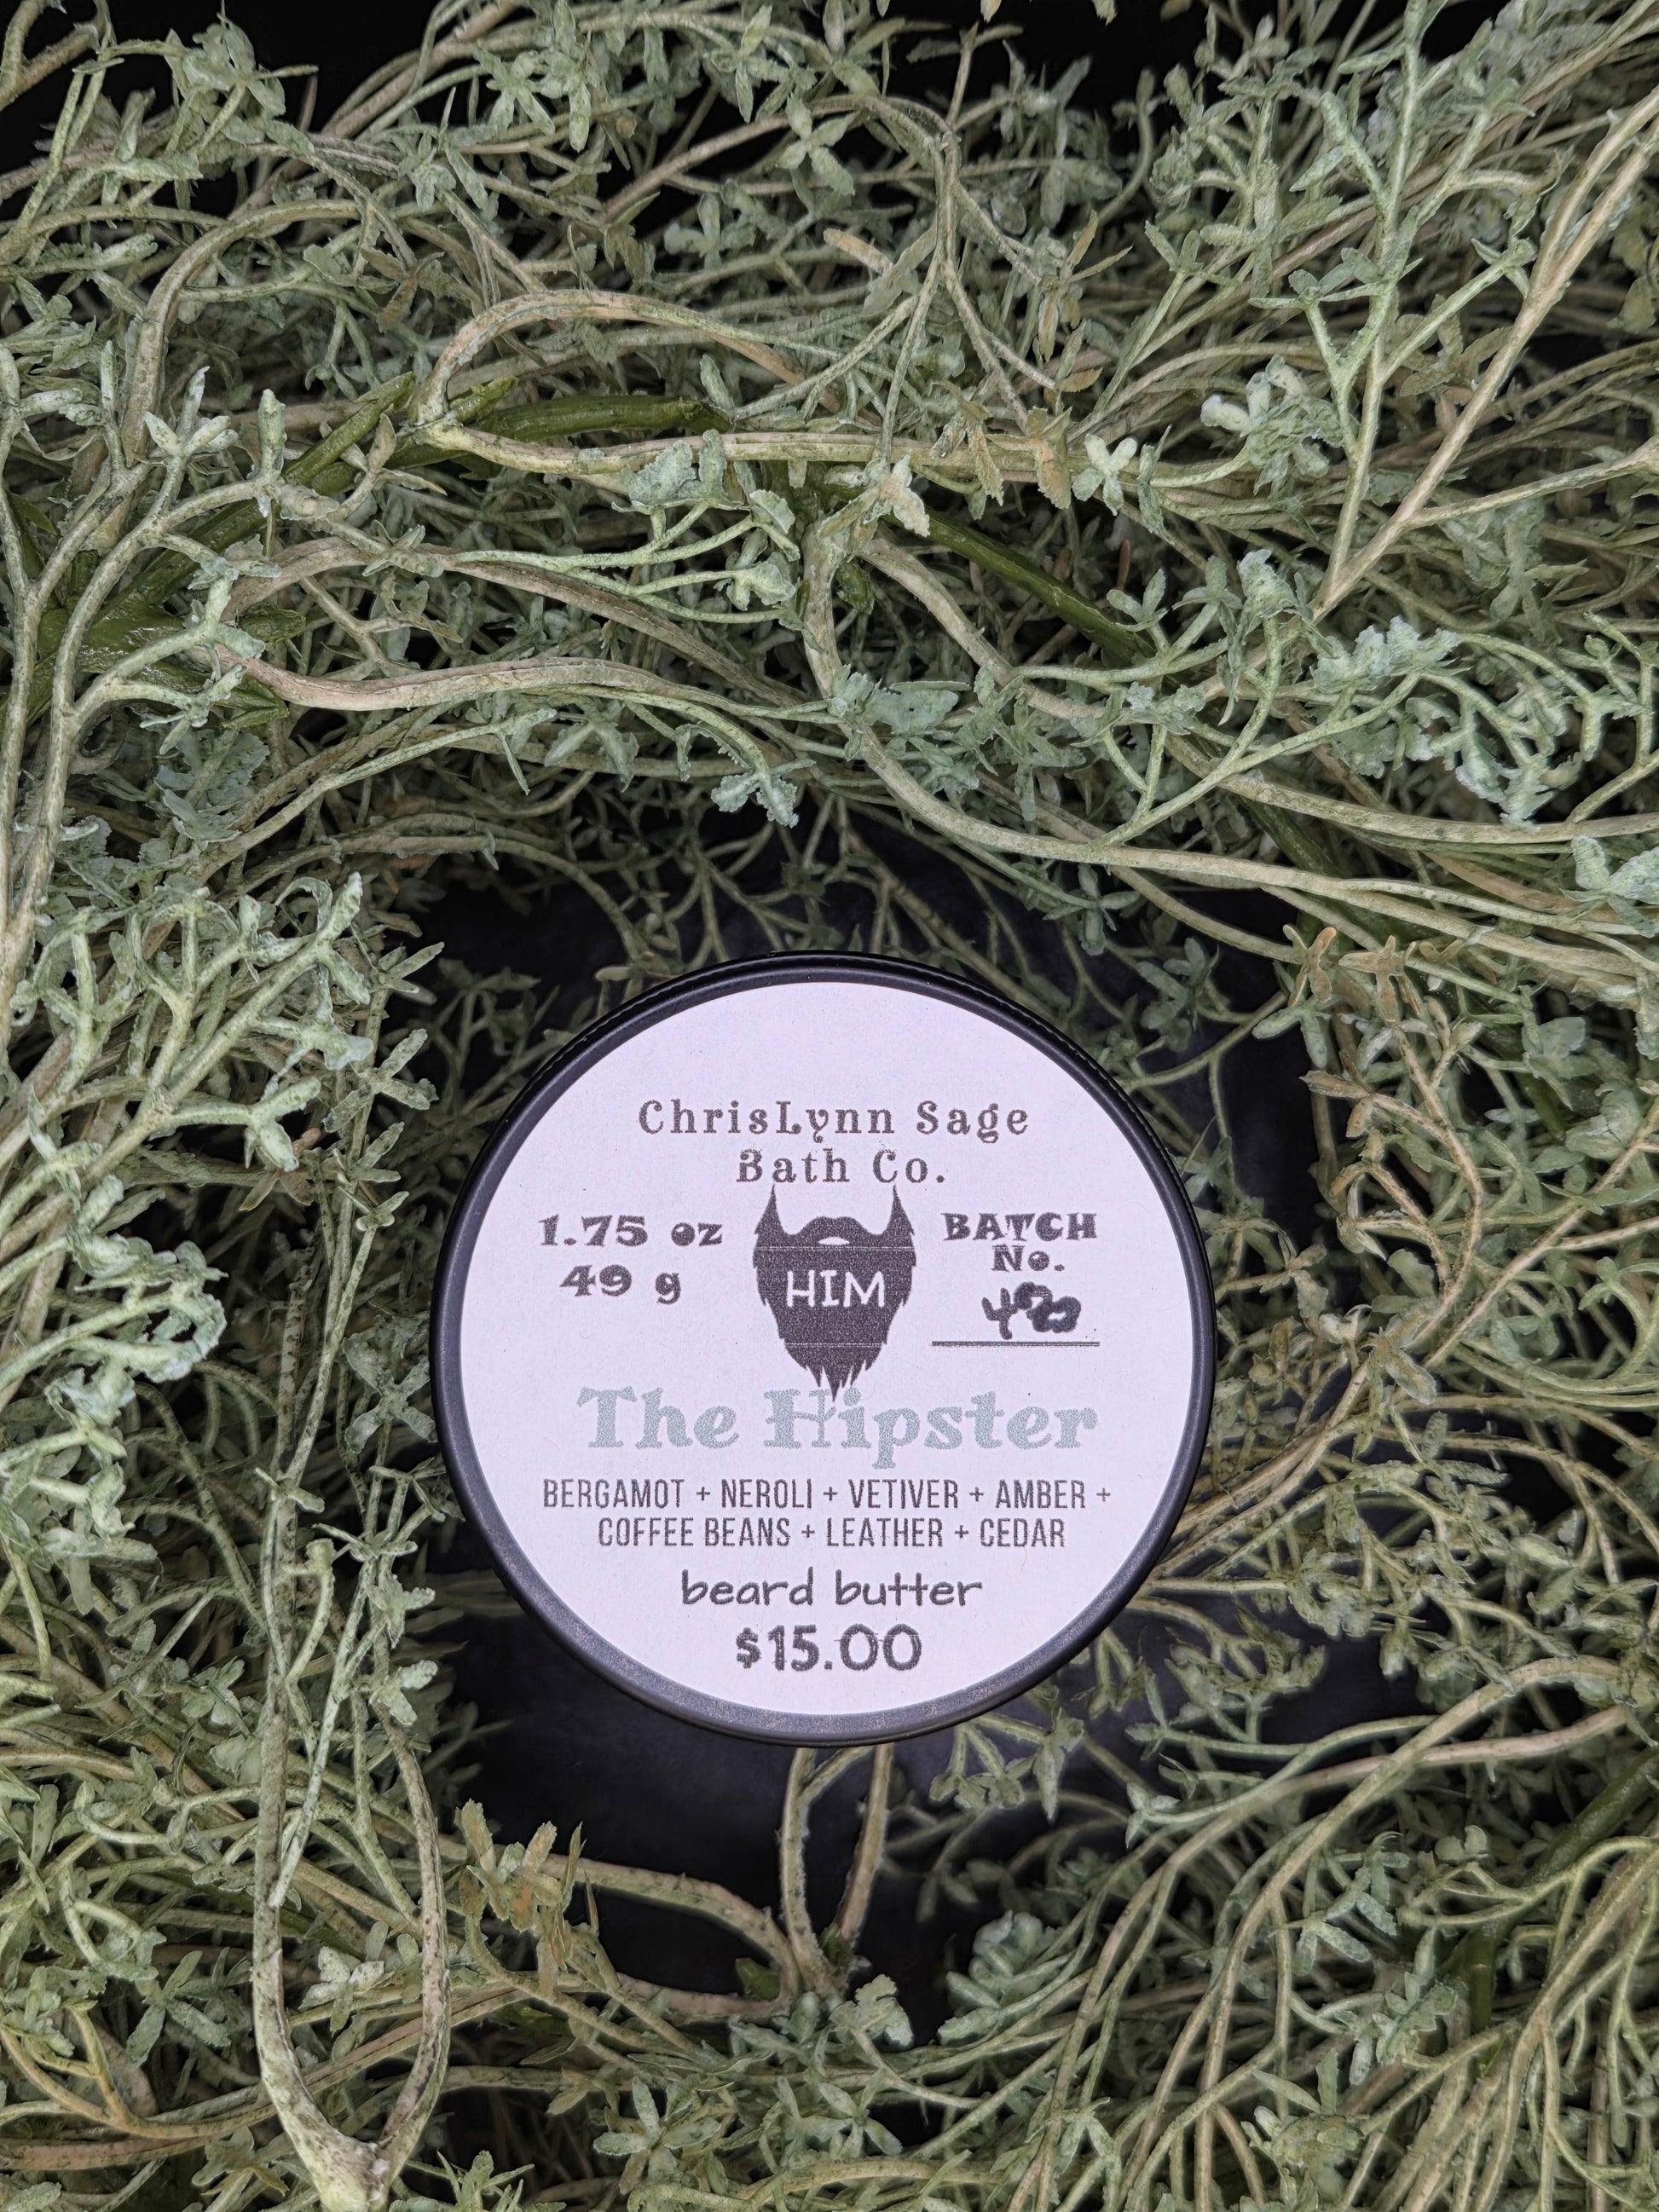 ChrisLynn Sage
Bath Co.
1.75 oz
49 g
HIM
BATCH
No.
The Hipster
BERGAMOT + NEROLI + VETIVER + AMBER +
COFFEE BEANS + LEATHER + CEDAR
beard butter
$15.00